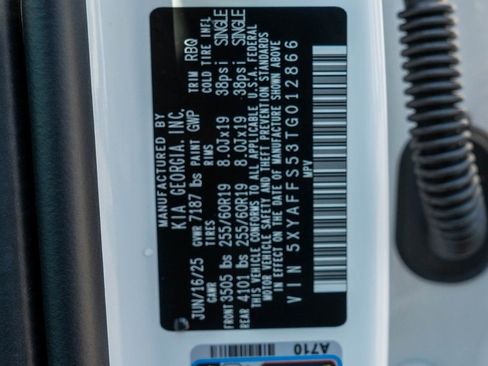 MANUFACTURED BY
KIA GEORGIA, INC.
JUN/16/25 GVWR 7187 lbs PAINT GWP TRIM RBQ
GAWR TIRES RIMS COLD TIRE INFL
FRONT 3505 lbs 255/60R19 8.0Jx19 38psi SINGLE
REAR 4101 lbs 255/60R19 8.0Jx19 38psi SINGLE
THIS VEHICLE CONFORMS TO ALL APPLICABLE U.S.A. FEDERAL
MOTOR VEHICLE SAFETY AND THEFT PREVENTION STANDARDS
IN EFFECT ON THE DATE OF MANUFACTURE SHOWN ABOVE
VIN 5XYAFFS53TG012866
MPV
A710